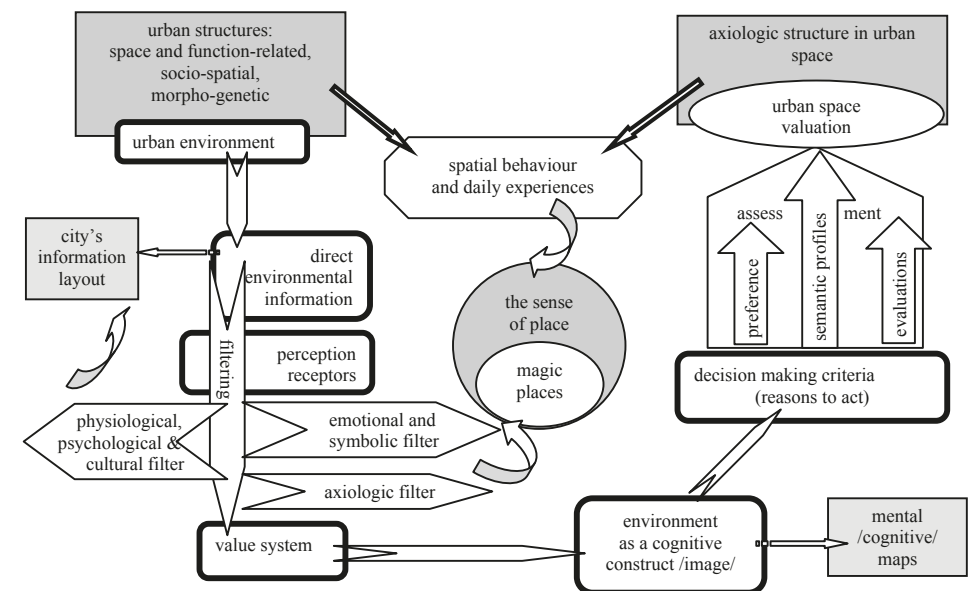 urban structures:
space and function-related,
socio-spatial,
morpho-genetic
urban environment
axiologic structure in urban
space
urban space
valuation
spatial behaviour
and daily experiences
city's
information
layout
direct
environmental
information
the sense
of place
magic
places
assess ment
preference
semantic profiles
evaluations
filtering
perception
receptors
decision making criteria
(reasons to act)
physiological,
psychological &
cultural filter
emotional and
symbolic filter
axiologic filter
value system
environment
as a cognitive
construct /image/
mental
/cognitive/
maps